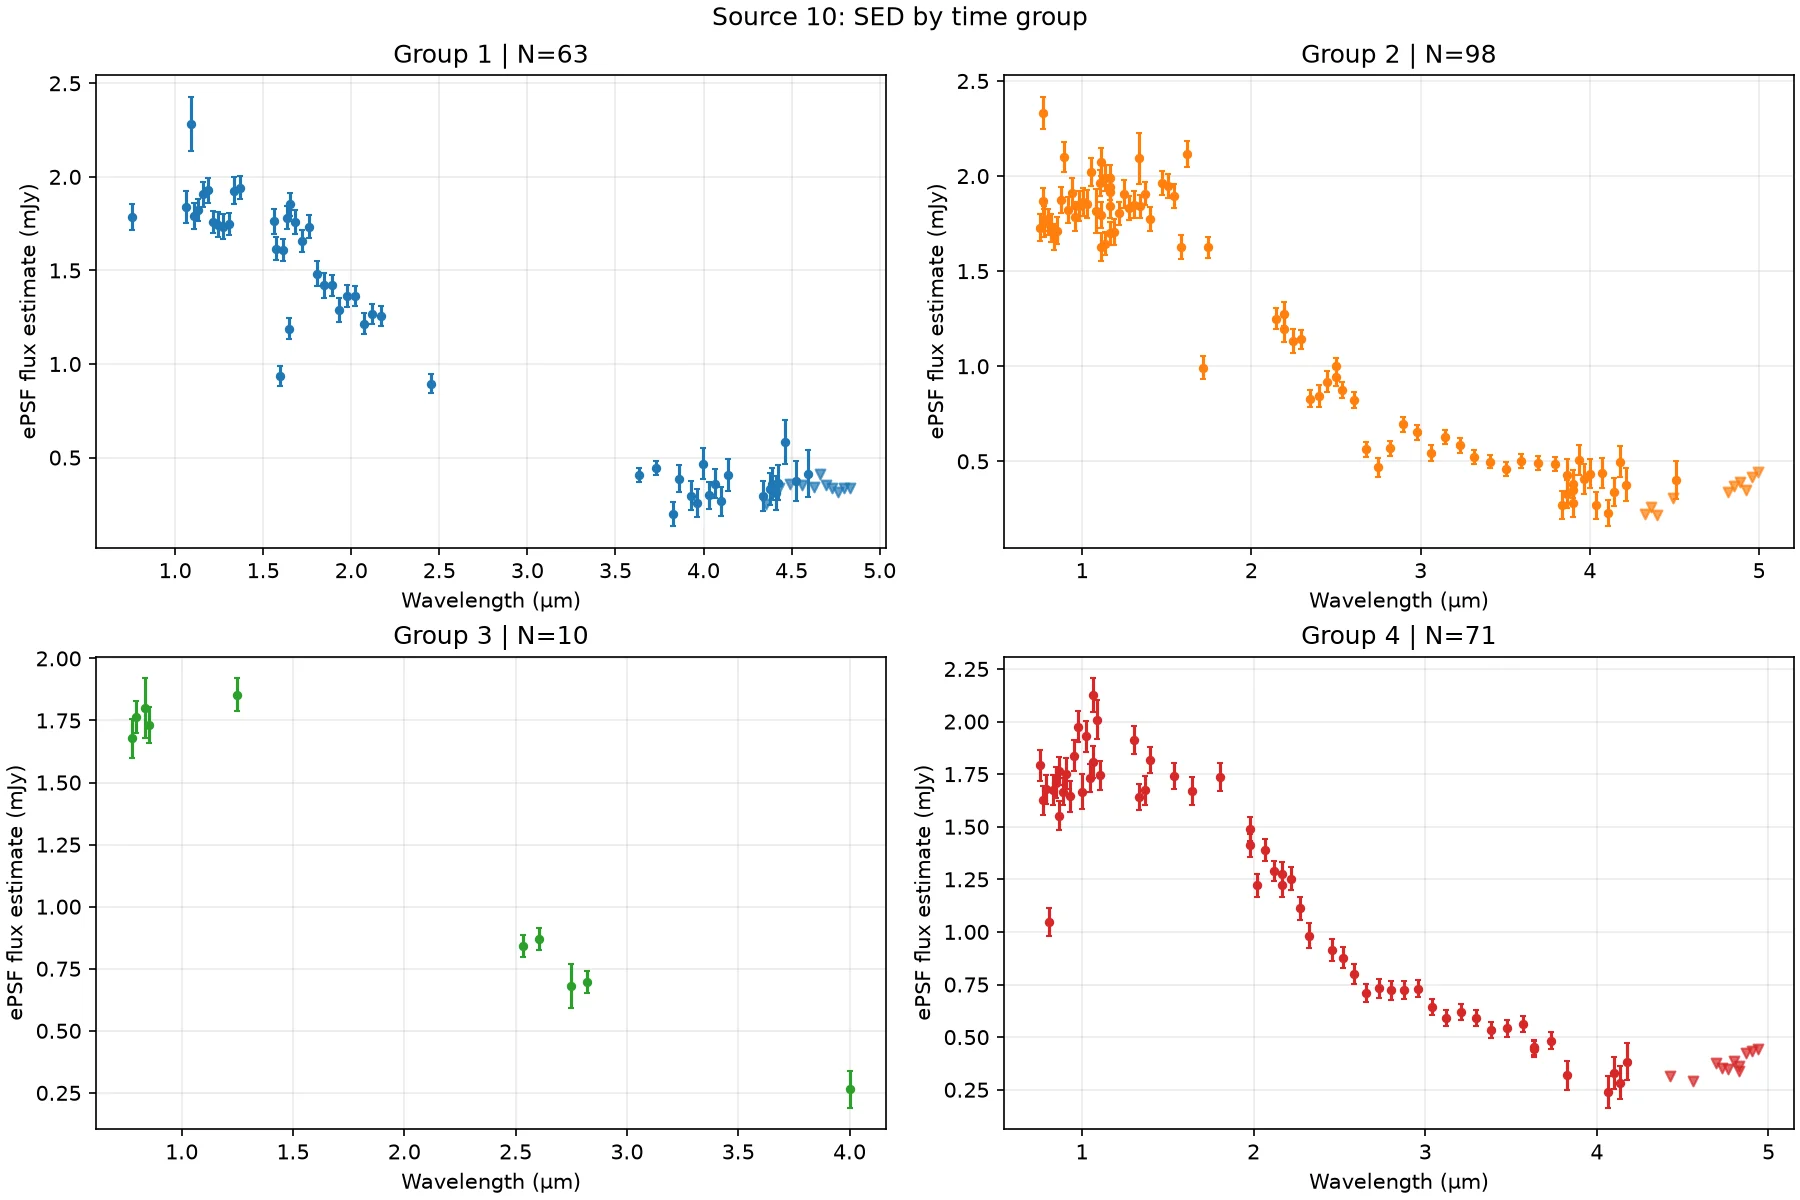 Source 10: SED by time group
Group 1 | N=63
2.5
2.0
1.5
1.0
0.5
ePSF flux estimate (mJy)
1.0 1.5 2.0 2.5 3.0 3.5 4.0 4.5 5.0
Wavelength (µm)
Group 2 | N=98
2.5
2.0
1.5
1.0
0.5
ePSF flux estimate (mJy)
1 2 3 4 5
Wavelength (µm)
Group 3 | N=10
2.00
1.75
1.50
1.25
1.00
0.75
0.50
0.25
ePSF flux estimate (mJy)
1.0 1.5 2.0 2.5 3.0 3.5 4.0
Wavelength (µm)
Group 4 | N=71
2.25
2.00
1.75
1.50
1.25
1.00
0.75
0.50
0.25
ePSF flux estimate (mJy)
1 2 3 4 5
Wavelength (µm)